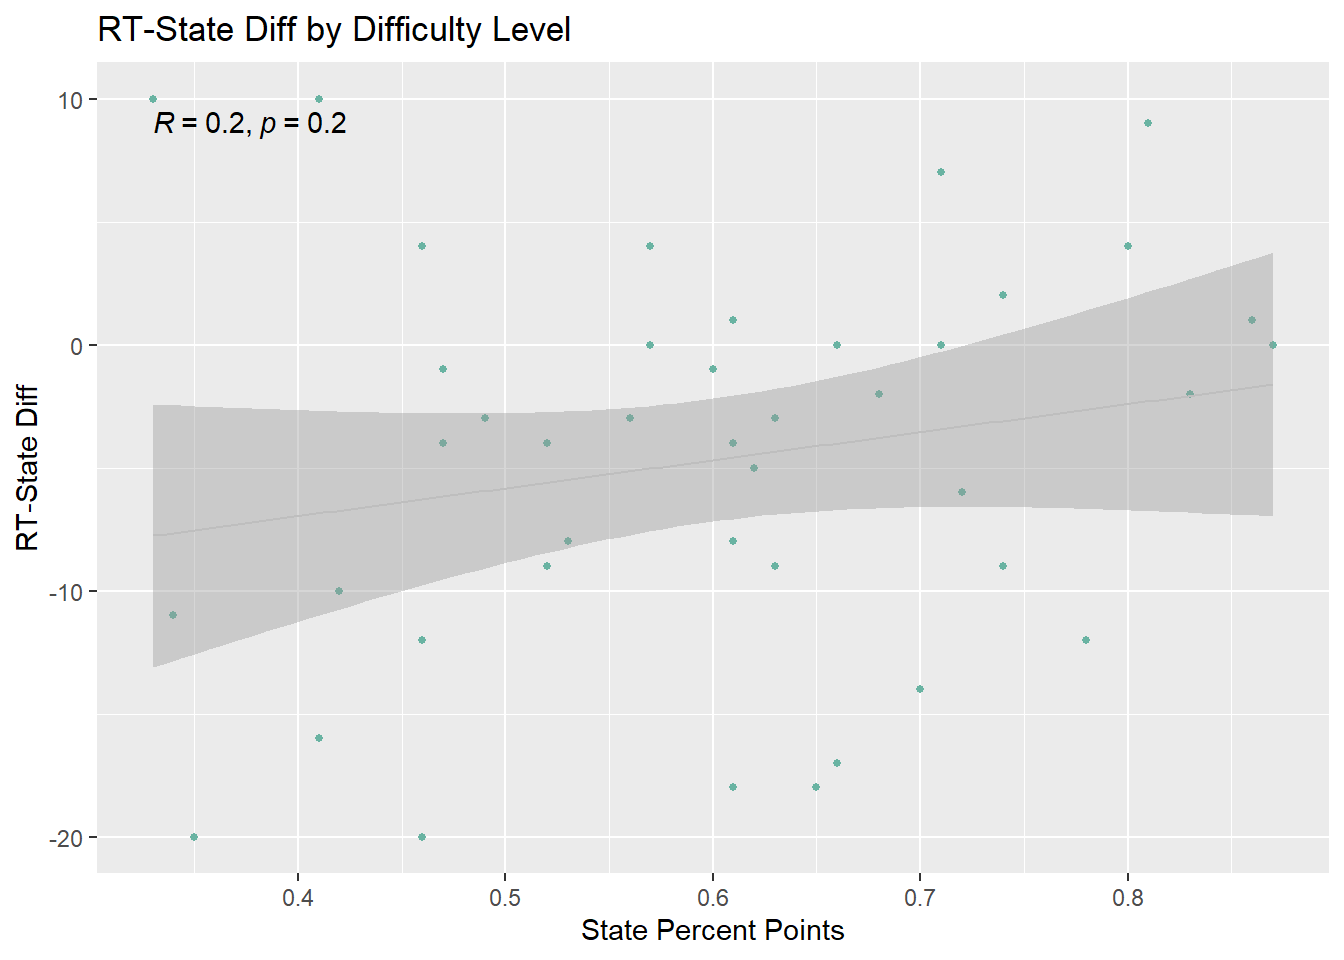 RT-State Diff by Difficulty Level
10
R = 0.2, p = 0.2
0
RT-State Diff
-10
-20
0.4 0.5 0.6 0.7 0.8
State Percent Points